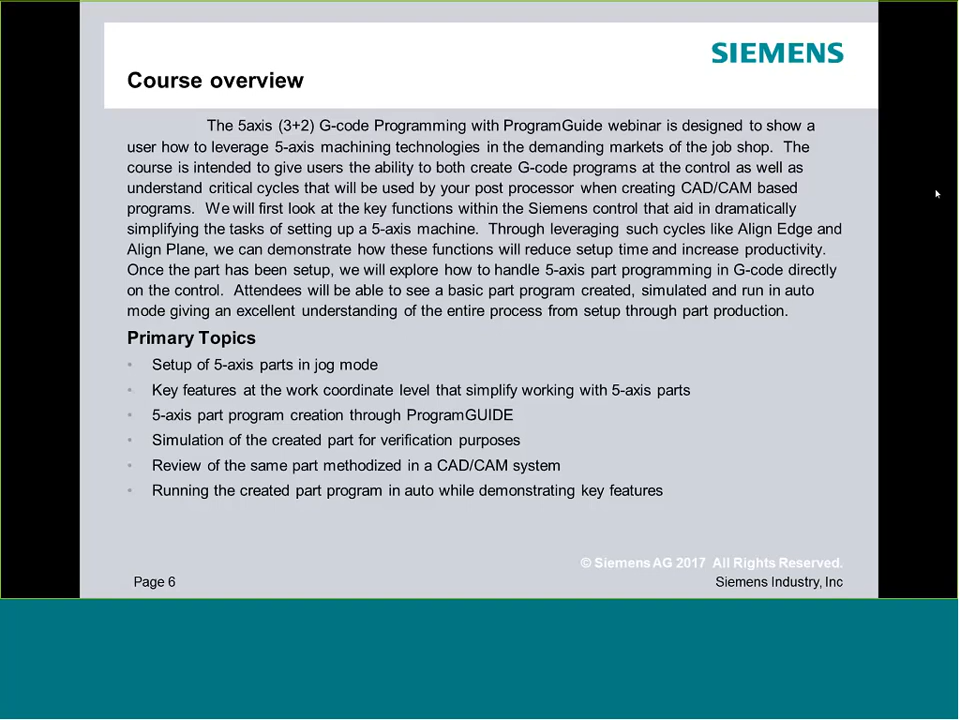 SIEMENS
Course overview
The 5axis (3+2) G-code Programming with ProgramGuide webinar is designed to show a
user how to leverage 5-axis machining technologies in the demanding markets of the job shop. The
course is intended to give users the ability to both create G-code programs at the control as well as
understand critical cycles that will be used by your post processor when creating CAD/CAM based
programs. We will first look at the key functions within the Siemens control that aid in dramatically
simplifying the tasks of setting up a 5-axis machine. Through leveraging such cycles like Align Edge and
Align Plane, we can demonstrate how these functions will reduce setup time and increase productivity.
Once the part has been setup, we will explore how to handle 5-axis part programming in G-code directly
on the control. Attendees will be able to see a basic part program created, simulated and run in auto
mode giving an excellent understanding of the entire process from setup through part production.
Primary Topics
• Setup of 5-axis parts in jog mode
• Key features at the work coordinate level that simplify working with 5-axis parts
• 5-axis part program creation through ProgramGUIDE
• Simulation of the created part for verification purposes
• Review of the same part methodized in a CAD/CAM system
• Running the created part program in auto while demonstrating key features
© Siemens AG 2017 All Rights Reserved.
Page 6
Siemens Industry, Inc